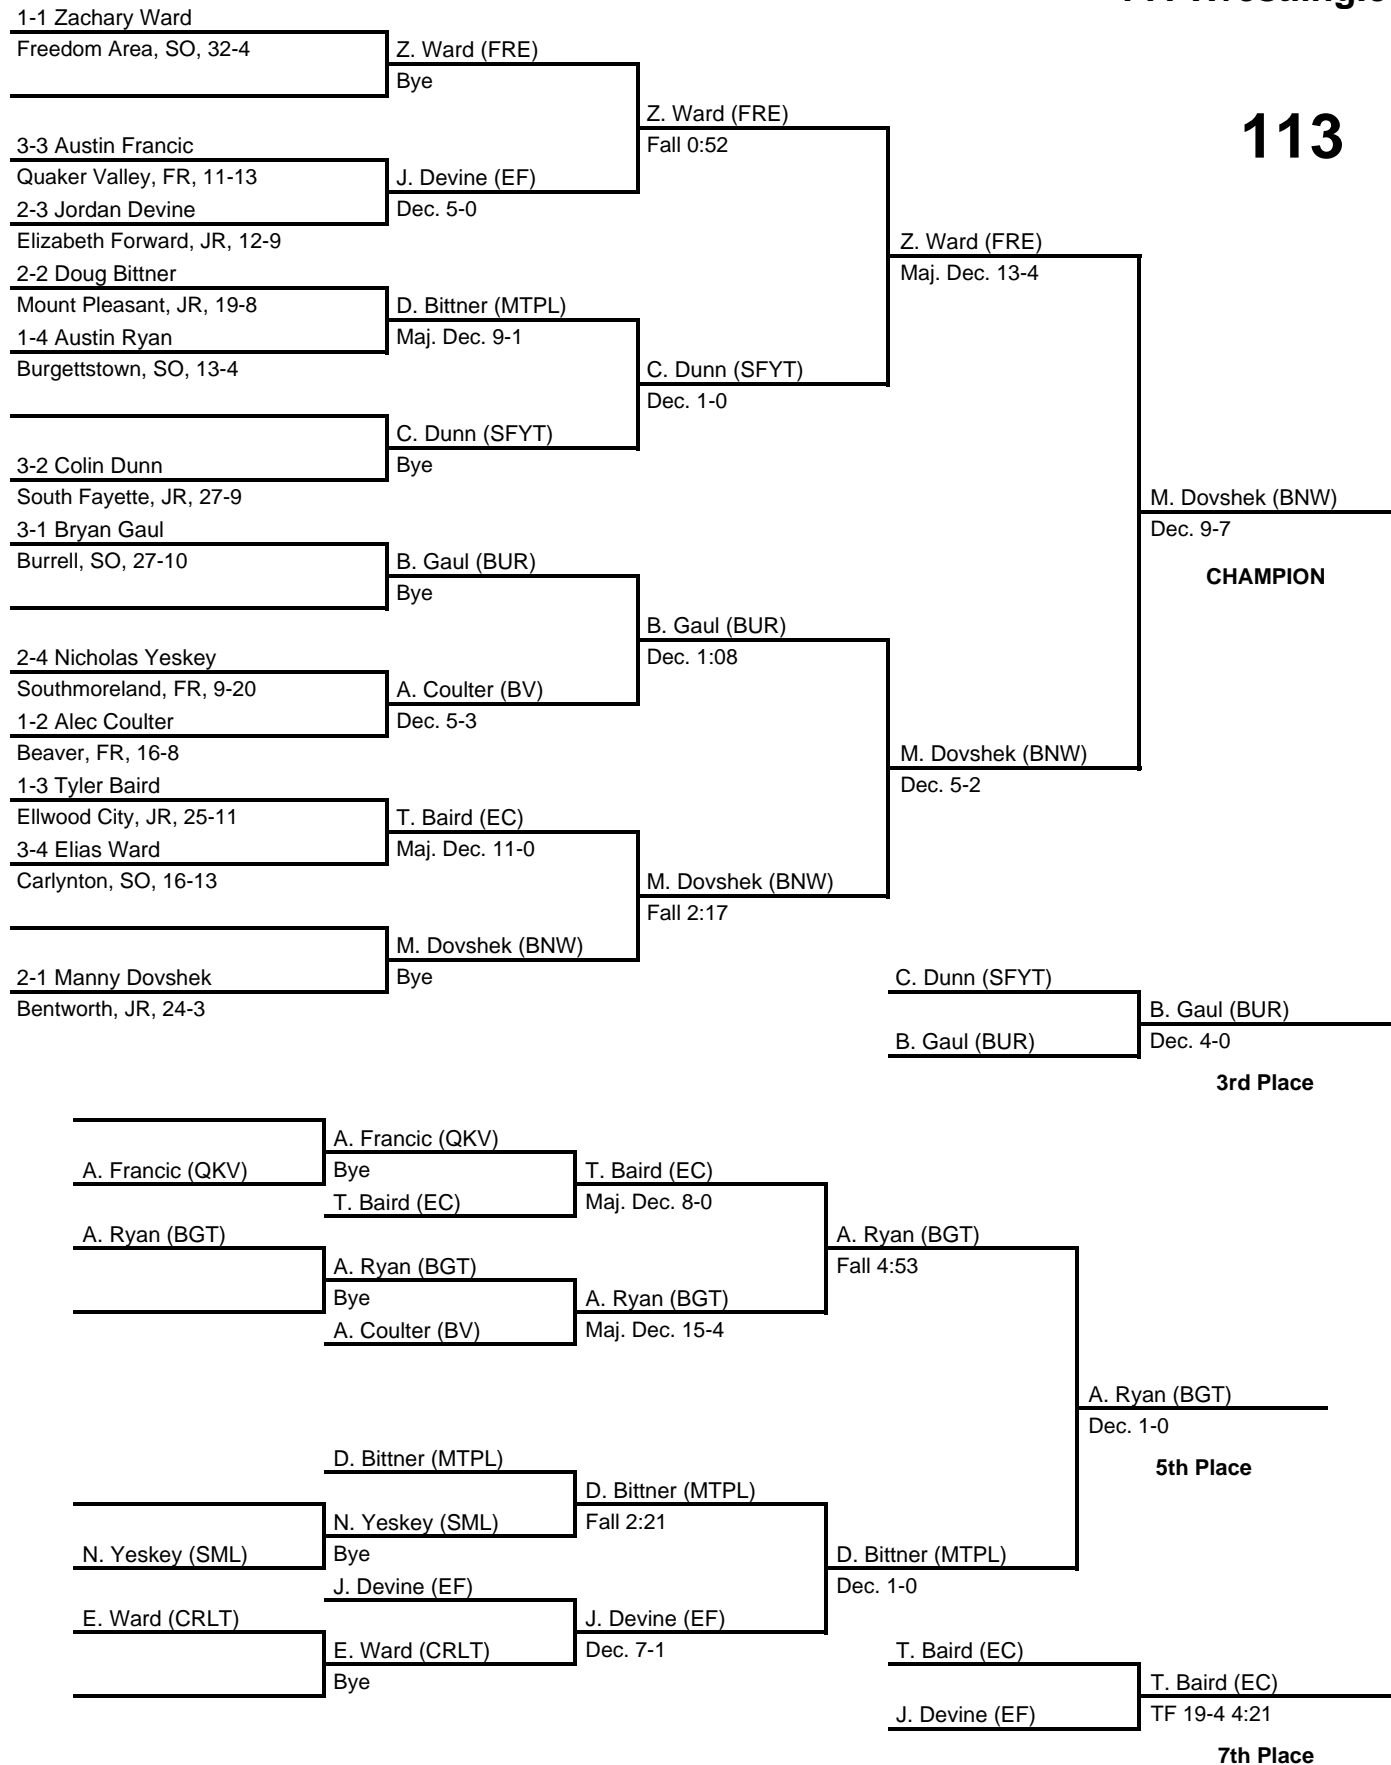 1-1 Zachary Ward
Freedom Area, SO, 32-4
Z. Ward (FRE)
Bye
Z. Ward (FRE)
Fall 0:52
113
3-3 Austin Francic
Quaker Valley, FR, 11-13
J. Devine (EF)
2-3 Jordan Devine
Dec. 5-0
Elizabeth Forward, JR, 12-9
Z. Ward (FRE)
Maj. Dec. 13-4
2-2 Doug Bittner
Mount Pleasant, JR, 19-8
D. Bittner (MTPL)
1-4 Austin Ryan
Maj. Dec. 9-1
Burgettstown, SO, 13-4
C. Dunn (SFYT)
Dec. 1-0
C. Dunn (SFYT)
3-2 Colin Dunn
Bye
South Fayette, JR, 27-9
M. Dovshek (BNW)
Dec. 9-7
CHAMPION
3-1 Bryan Gaul
Burrell, SO, 27-10
B. Gaul (BUR)
Bye
B. Gaul (BUR)
Dec. 1:08
2-4 Nicholas Yeskey
Southmoreland, FR, 9-20
A. Coulter (BV)
1-2 Alec Coulter
Dec. 5-3
Beaver, FR, 16-8
M. Dovshek (BNW)
Dec. 5-2
1-3 Tyler Baird
Ellwood City, JR, 25-11
T. Baird (EC)
3-4 Elias Ward
Maj. Dec. 11-0
Carlynton, SO, 16-13
M. Dovshek (BNW)
Fall 2:17
M. Dovshek (BNW)
2-1 Manny Dovshek
Bye
Bentworth, JR, 24-3
C. Dunn (SFYT)
B. Gaul (BUR)
B. Gaul (BUR)
Dec. 4-0
3rd Place
A. Francic (QKV)
A. Francic (QKV)
Bye
T. Baird (EC)
T. Baird (EC)
Maj. Dec. 8-0
A. Ryan (BGT)
A. Ryan (BGT)
Fall 4:53
A. Ryan (BGT)
Bye
A. Ryan (BGT)
A. Coulter (BV)
Maj. Dec. 15-4
A. Ryan (BGT)
Dec. 1-0
5th Place
D. Bittner (MTPL)
D. Bittner (MTPL)
N. Yeskey (SML)
Fall 2:21
N. Yeskey (SML)
Bye
D. Bittner (MTPL)
Dec. 1-0
J. Devine (EF)
E. Ward (CRLT)
J. Devine (EF)
E. Ward (CRLT)
Dec. 7-1
Bye
T. Baird (EC)
T. Baird (EC)
J. Devine (EF)
TF 19-4 4:21
7th Place